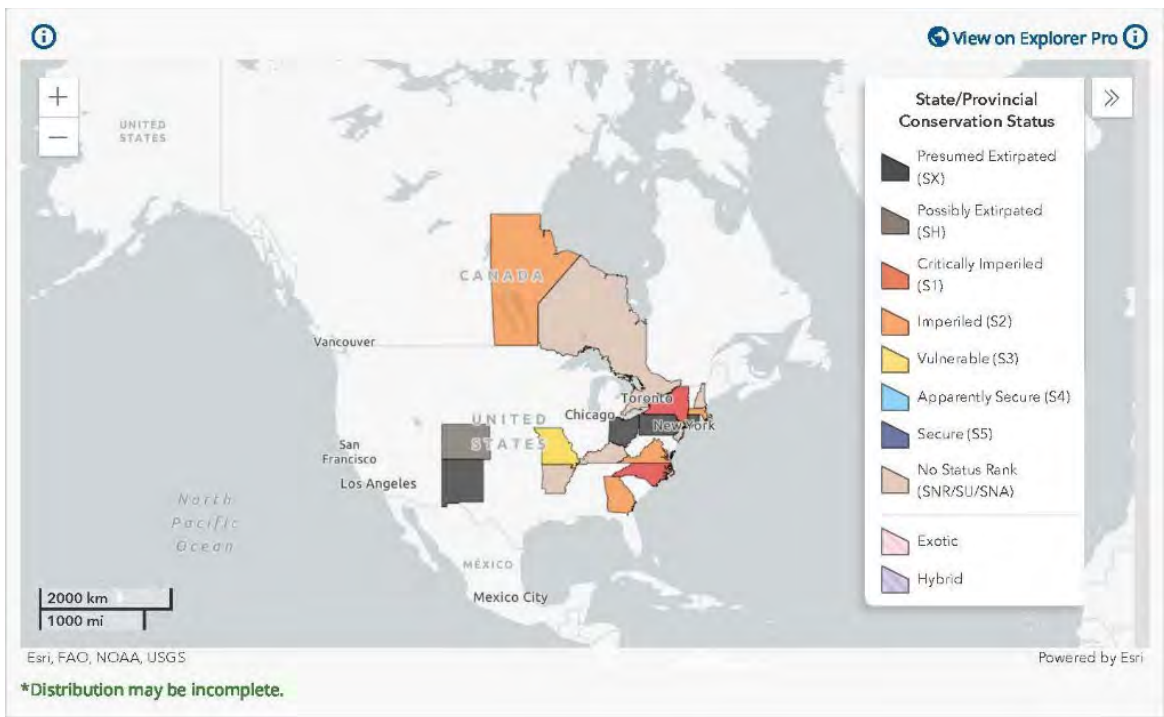 View on Explorer Pro
UNITED
STATES
CANADA
Vancouver
Toronto
Chicago
New York
UNITED
STATES
San
Francisco
Los Angeles
North
Pacific
Ocean
MÉXICO
Mexico City
2000 km
1000 mi
State/Provincial
Conservation Status
Presumed Extirpated
(SX)
Possibly Extirpated
(SH)
Critically Imperiled
(S1)
Imperiled (S2)
Vulnerable (S3)
Apparently Secure (S4)
Secure (S5)
No Status Rank
(SNR/SU/SNA)
Exotic
Hybrid
Esri, FAO, NOAA, USGS
Powered by Esri
*Distribution may be incomplete.